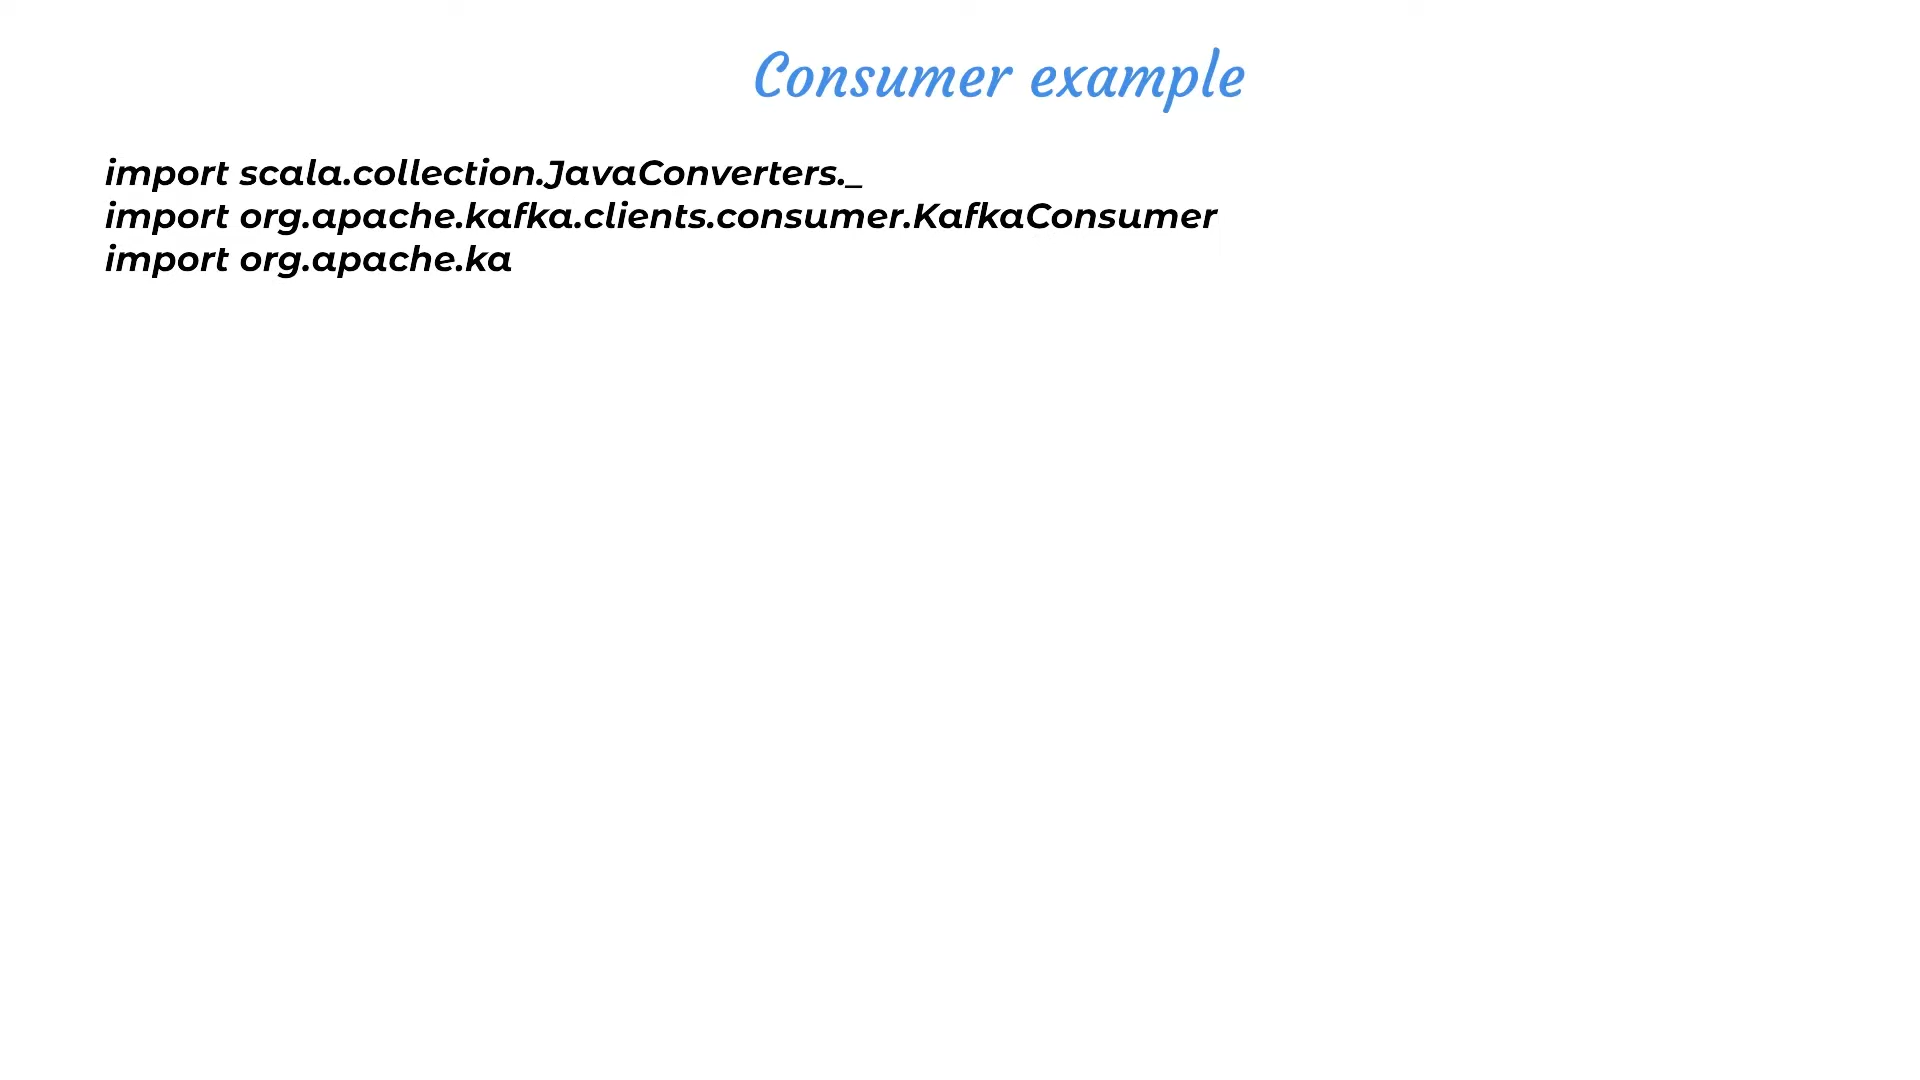 Consumer example
import scala.collection.JavaConverters._
import org.apache.kafka.clients.consumer.KafkaConsumer
import org.apache.ka